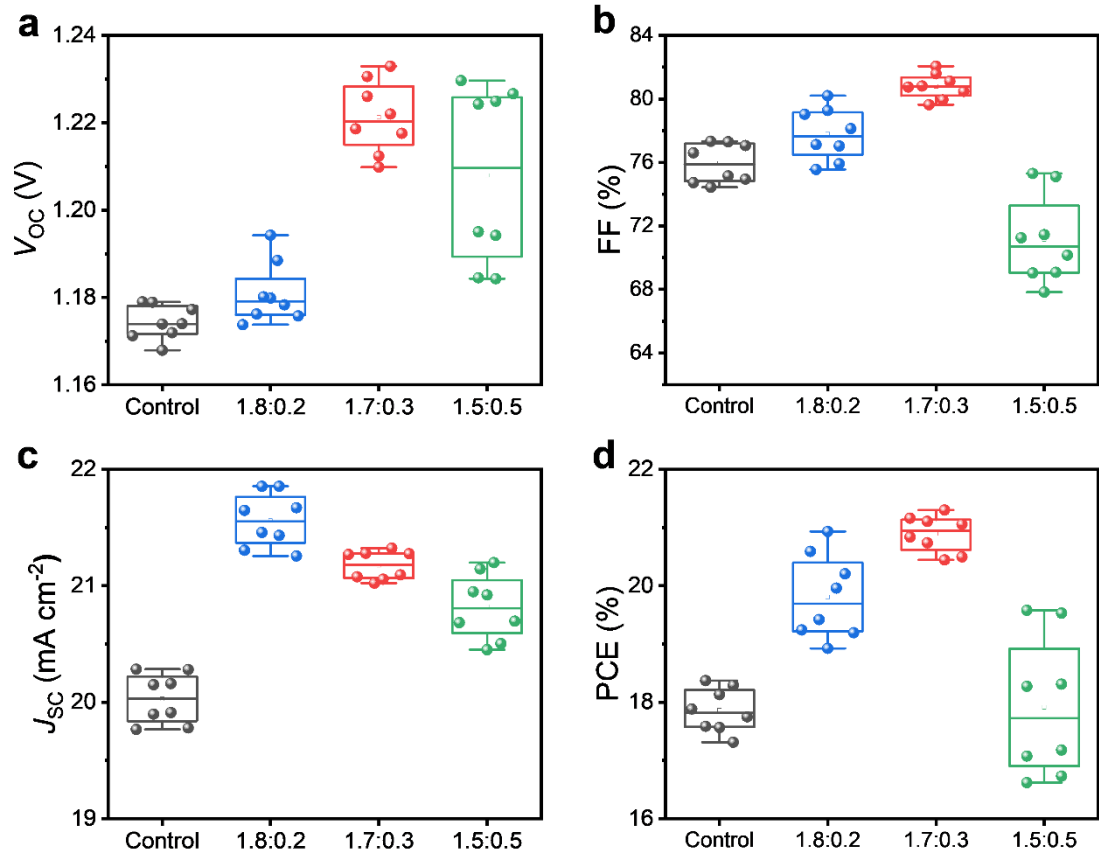 a
1.24
1.22
1.20
1.18
1.16
V_OC (V)
Control 1.8:0.2 1.7:0.3 1.5:0.5
b
84
80
76
72
68
64
FF (%)
Control 1.8:0.2 1.7:0.3 1.5:0.5
c
22
21
20
19
J_SC (mA cm⁻²)
Control 1.8:0.2 1.7:0.3 1.5:0.5
d
22
20
18
16
PCE (%)
Control 1.8:0.2 1.7:0.3 1.5:0.5